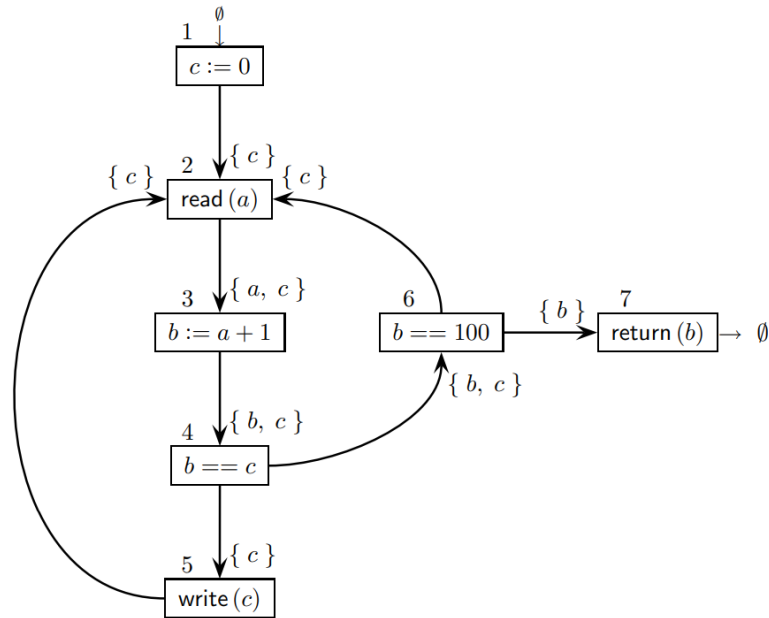 ∅
1
↓
c := 0
{ c }
2
{ c }
{ c }
read (a)
{ a, c }
3
b := a + 1
6
b == 100
{ b }
7
return (b) → ∅
{ b, c }
{ b, c }
4
b == c
{ c }
5
write (c)